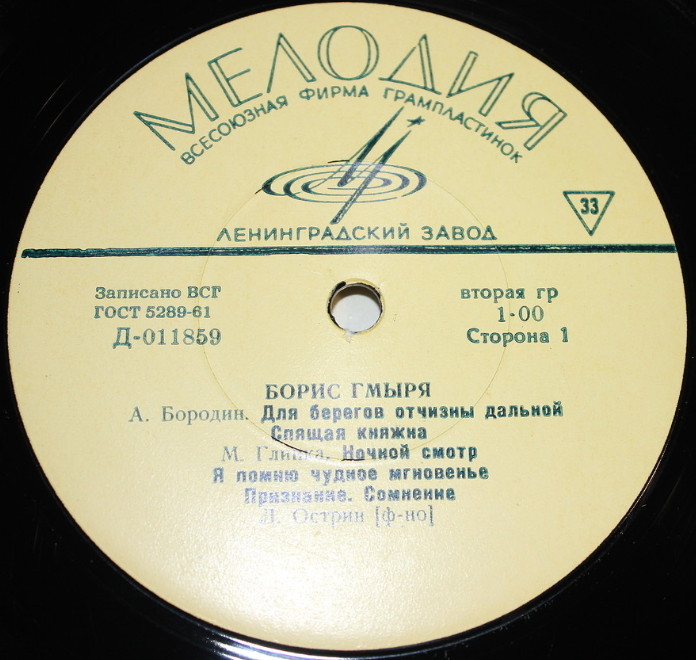 МЕЛОДИЯ
ВСЕСОЮЗНАЯ ФИРМА ГРАМПЛАСТИНОК
33
ЛЕНИНГРАДСКИЙ ЗАВОД
Записано ВСГ
ГОСТ 5289-61
Д-011859
вторая гр
1-00
Сторона 1
БОРИС ГМЫРЯ
А. Бородин. Для берегов отчизны дальной
Спящая княжна
М. Глинка. Ночной смотр
Я помню чудное мгновенье
Признание. Сомнение
Л. Острин [ф-но]